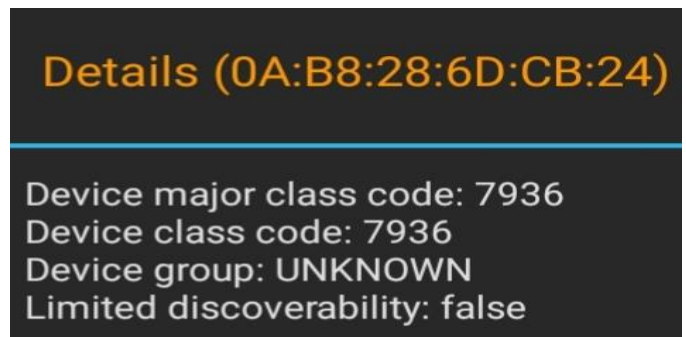 Details (0A:B8:28:6D:CB:24)
Device major class code: 7936
Device class code: 7936
Device group: UNKNOWN
Limited discoverability: false